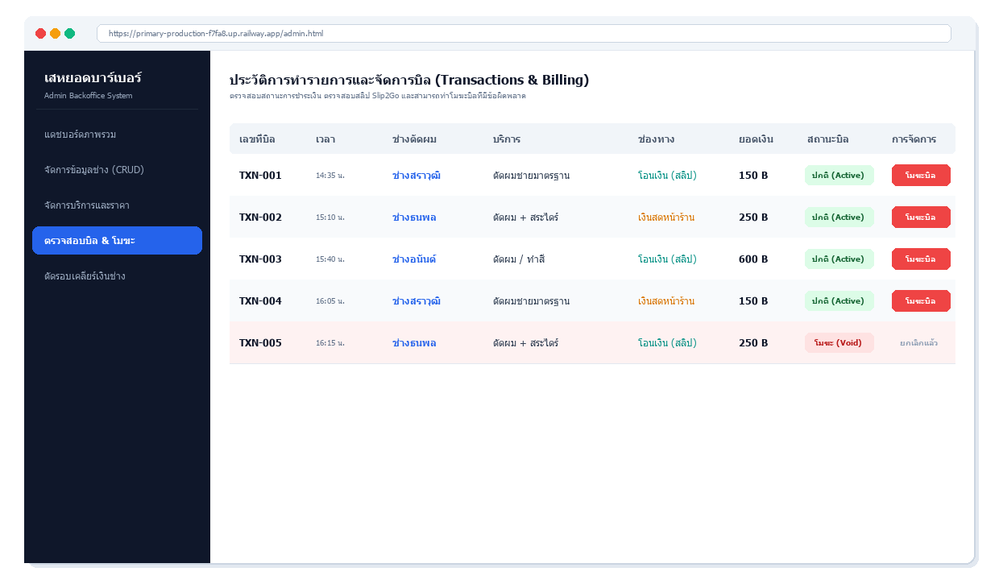 https://primary-production-f7fa8.up.railway.app/admin.html
เสหยอดบาร์เบอร์
Admin Backoffice System
แดชบอร์ดภาพรวม
จัดการข้อมูลช่าง (CRUD)
จัดการบริการและราคา
ตรวจสอบบิล & โมฆะ
ตัดรอบเคลียร์เงินช่าง
ประวัติการทำรายการและจัดการบิล (Transactions & Billing)
ตรวจสอบสถานะการชำระเงิน ตรวจสอบสลิป Slip2Go และสามารถทำโมฆะบิลที่มีข้อผิดพลาด
เลขที่บิล เวลา ช่างตัดผม บริการ ช่องทาง ยอดเงิน สถานะบิล การจัดการ
TXN-001 14:35 น. ช่างสราวุฒิ ตัดผมชายมาตรฐาน โอนเงิน (สลิป) 150 B ปกติ (Active) โมฆะบิล
TXN-002 15:10 น. ช่างธนพล ตัดผม + สระไดร์ เงินสดหน้าร้าน 250 B ปกติ (Active) โมฆะบิล
TXN-003 15:40 น. ช่างอนันต์ ตัดผม / ทำสี โอนเงิน (สลิป) 600 B ปกติ (Active) โมฆะบิล
TXN-004 16:05 น. ช่างสราวุฒิ ตัดผมชายมาตรฐาน เงินสดหน้าร้าน 150 B ปกติ (Active) โมฆะบิล
TXN-005 16:15 น. ช่างธนพล ตัดผม + สระไดร์ โอนเงิน (สลิป) 250 B โมฆะ (Void) ยกเลิกแล้ว